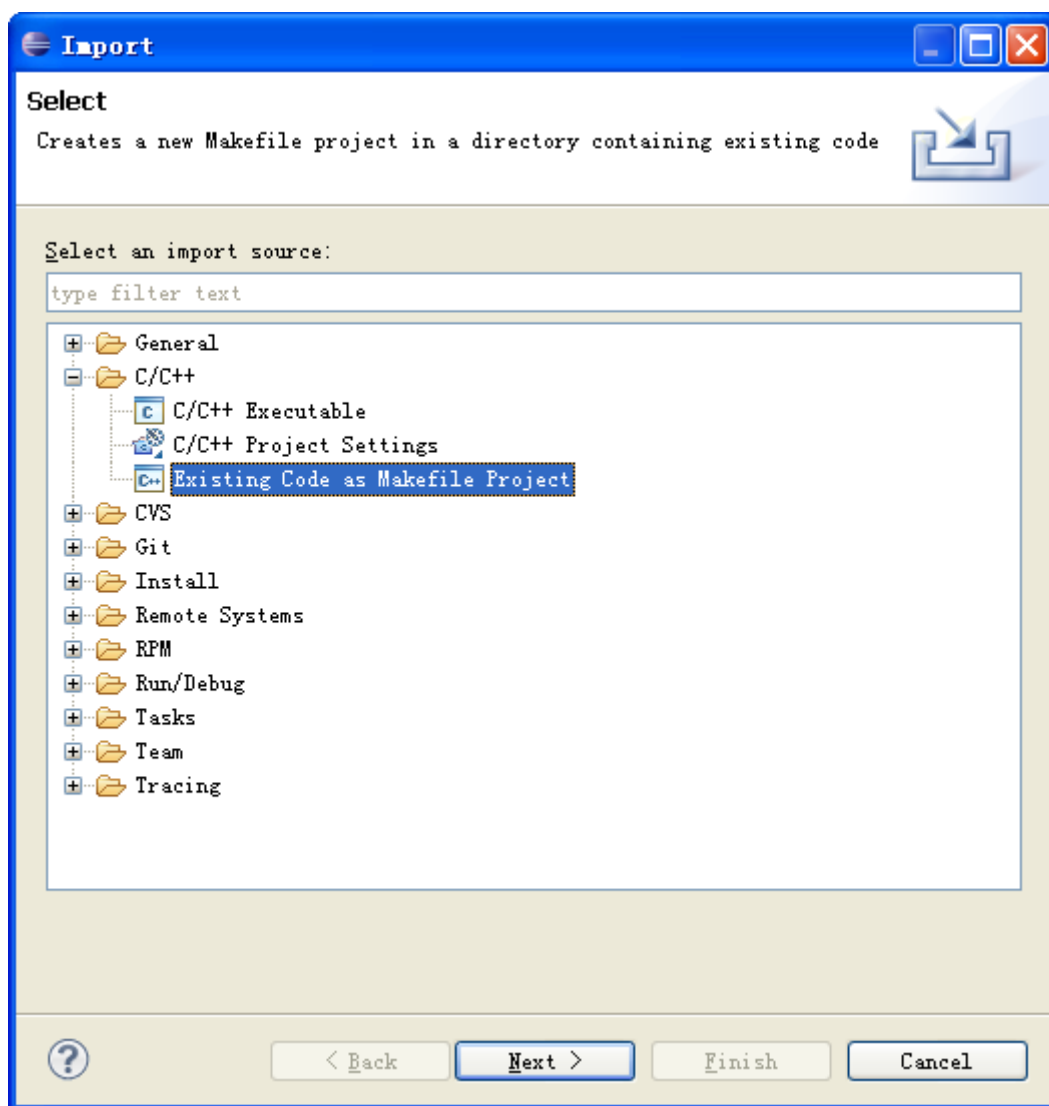 Import
Select
Creates a new Makefile project in a directory containing existing code
Select an import source:
type filter text
General
C/C++
C/C++ Executable
C/C++ Project Settings
Existing Code as Makefile Project
CVS
Git
Install
Remote Systems
RPM
Run/Debug
Tasks
Team
Tracing
< Back Next > Finish Cancel